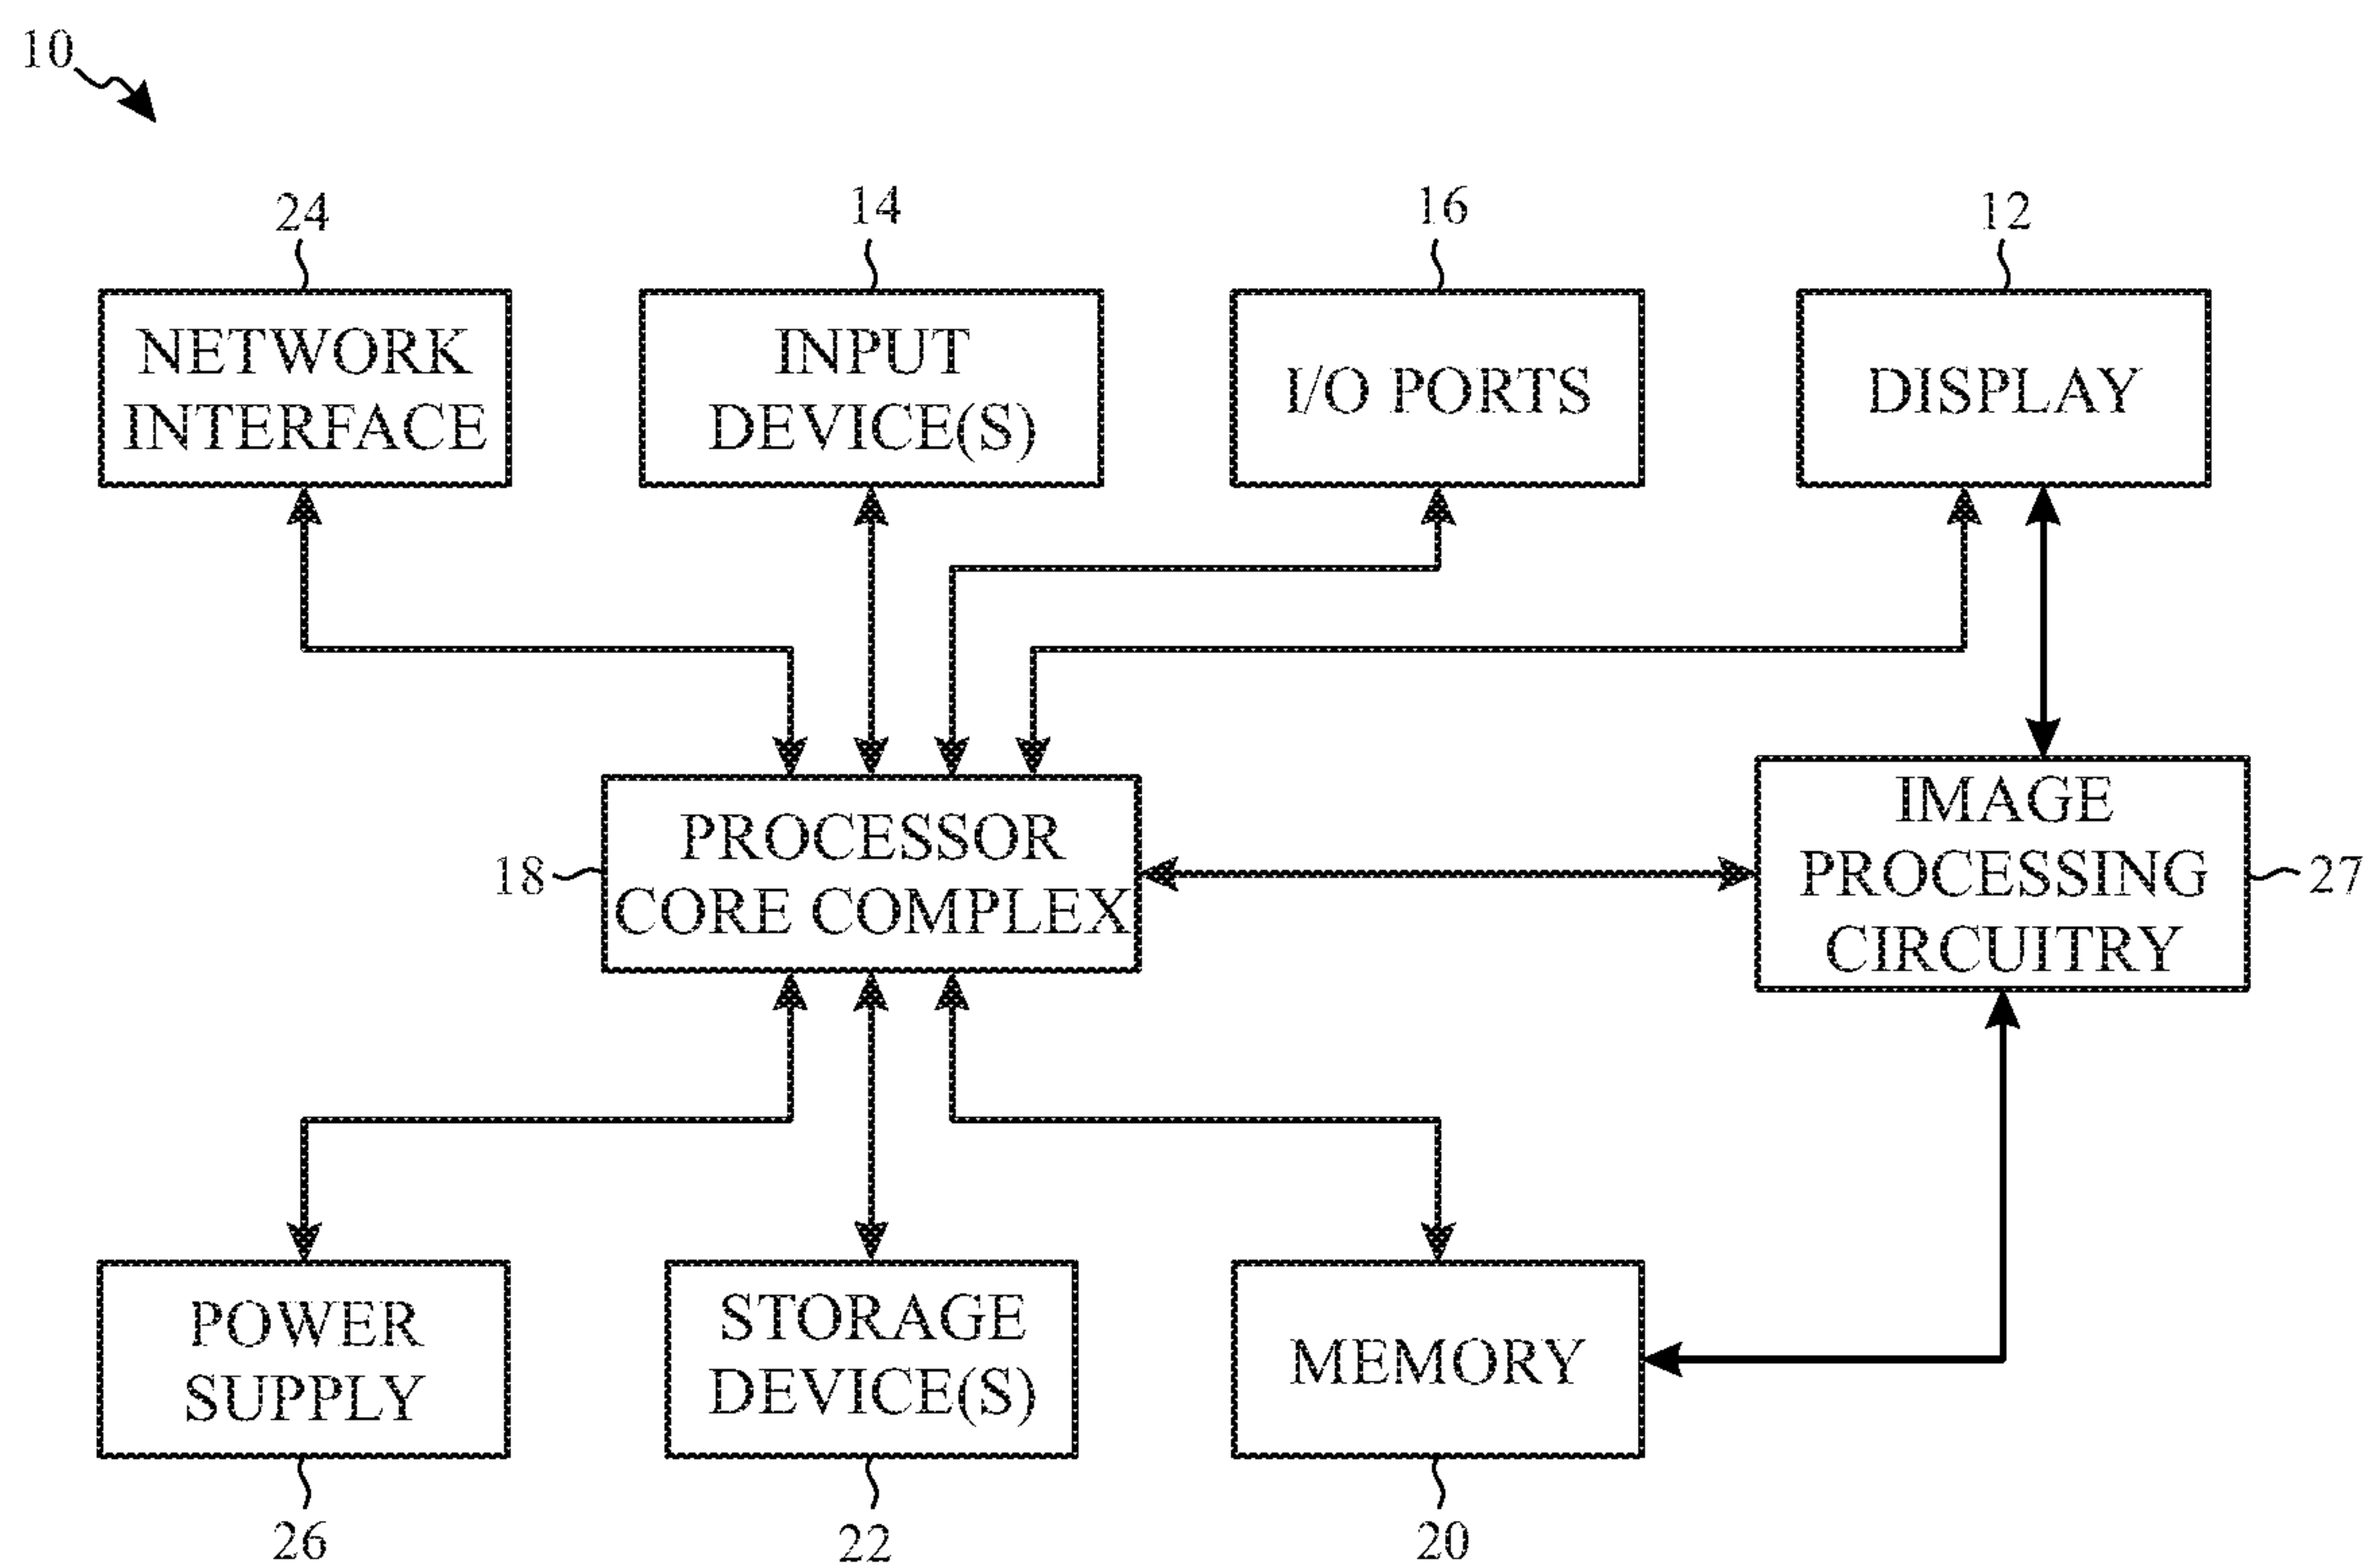 10
24
14
16
12
NETWORK
INTERFACE
INPUT
DEVICE(S)
I/O PORTS
DISPLAY
18
PROCESSOR
CORE COMPLEX
IMAGE
PROCESSING
CIRCUITRY
27
POWER
SUPPLY
STORAGE
DEVICE(S)
MEMORY
26
22
20